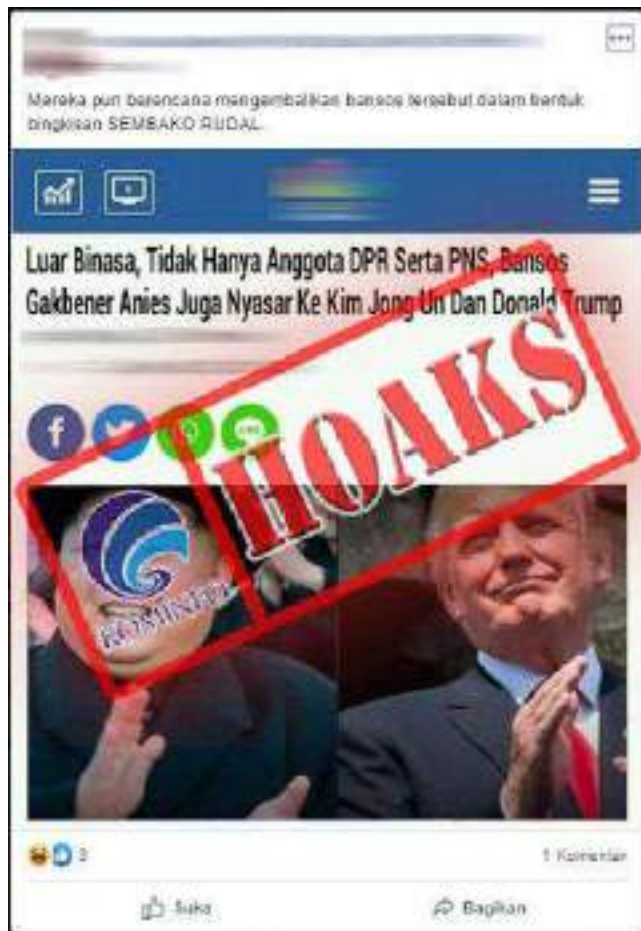 Mereka pun berencana mengembalikan bansos tersebut dalam bentuk
bingkisan SEMBAKO RUDAL.
Luar Binasa, Tidak Hanya Anggota DPR Serta PNS, Bansos
Gakbener Anies Juga Nyasar Ke Kim Jong Un Dan Donald Trump
HOAKS
KOMINFO
3
1 Komentar
Suka
Bagikan